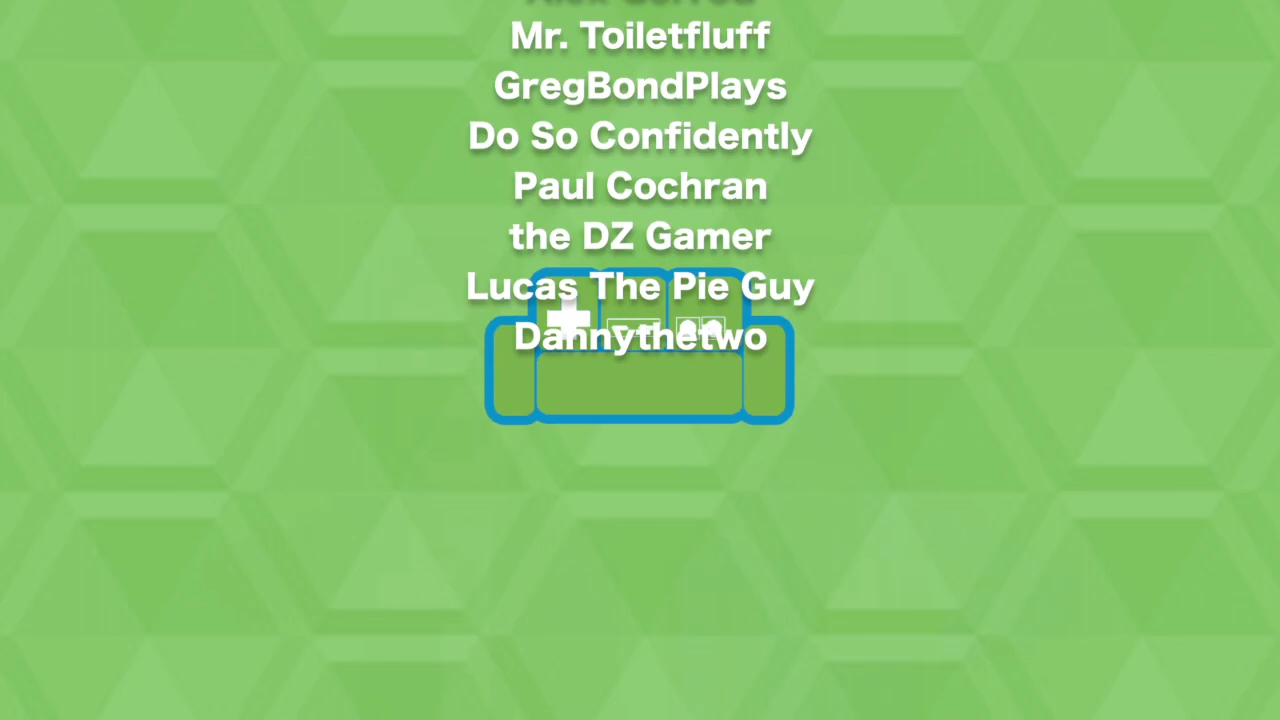 Mr. Toiletfluff
GregBondPlays
Do So Confidently
Paul Cochran
the DZ Gamer
Lucas The Pie Guy
Dannythetwo